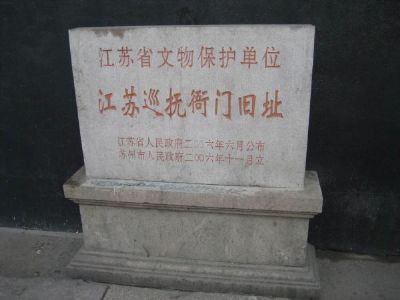 江苏省文物保护单位
江苏巡抚衙门旧址
江苏省人民政府二〇〇六年六月公布
苏州市人民政府二〇〇六年十一月立